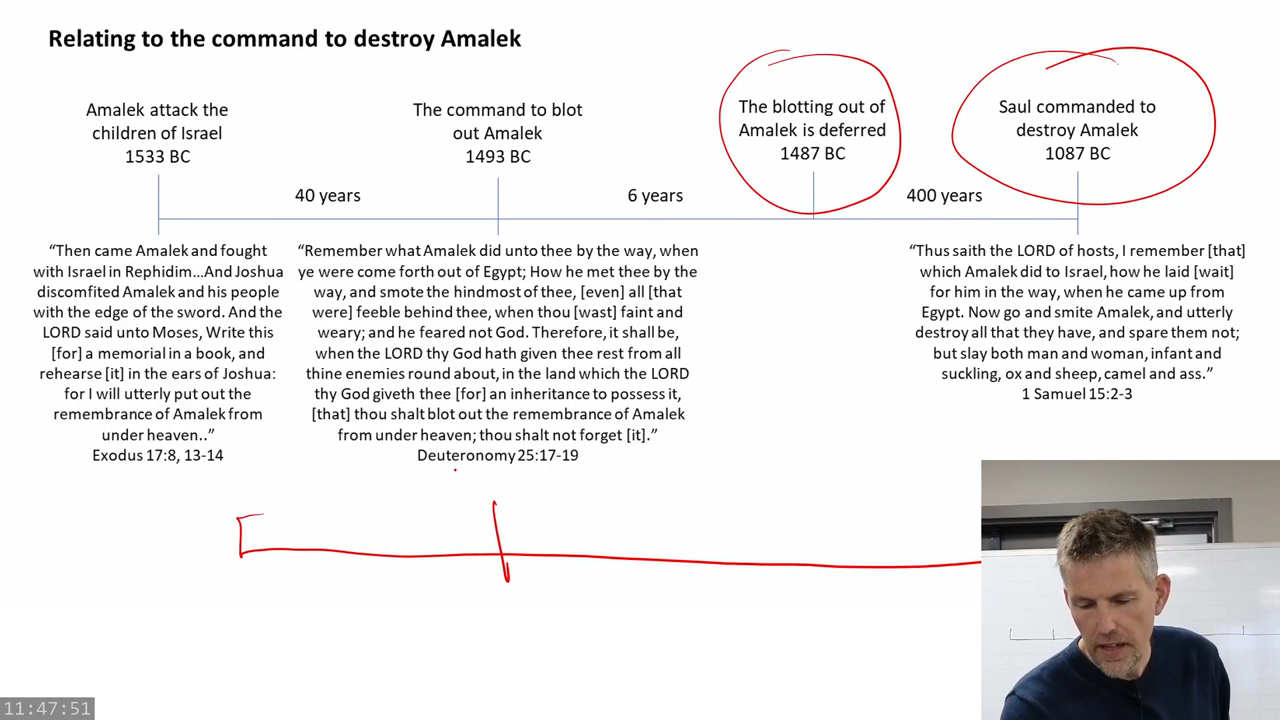 Relating to the command to destroy Amalek
Amalek attack the
children of Israel
1533 BC
The command to blot
out Amalek
1493 BC
The blotting out of
Amalek is deferred
1487 BC
Saul commanded to
destroy Amalek
1087 BC
40 years
6 years
400 years
“Then came Amalek and fought
with Israel in Rephidim…And Joshua
discomfited Amalek and his people
with the edge of the sword. And the
LORD said unto Moses, Write this
[for] a memorial in a book, and
rehearse [it] in the ears of Joshua:
for I will utterly put out the
remembrance of Amalek from
under heaven..”
Exodus 17:8, 13-14
“Remember what Amalek did unto thee by the way, when
ye were come forth out of Egypt; How he met thee by the
way, and smote the hindmost of thee, [even] all [that
were] feeble behind thee, when thou [wast] faint and
weary; and he feared not God. Therefore, it shall be,
when the LORD thy God hath given thee rest from all
thine enemies round about, in the land which the LORD
thy God giveth thee [for] an inheritance to possess it,
[that] thou shalt blot out the remembrance of Amalek
from under heaven; thou shalt not forget [it].”
Deuteronomy 25:17-19
“Thus saith the LORD of hosts, I remember [that]
which Amalek did to Israel, how he laid [wait]
for him in the way, when he came up from
Egypt. Now go and smite Amalek, and utterly
destroy all that they have, and spare them not;
but slay both man and woman, infant and
suckling, ox and sheep, camel and ass.”
1 Samuel 15:2-3
11:47:51